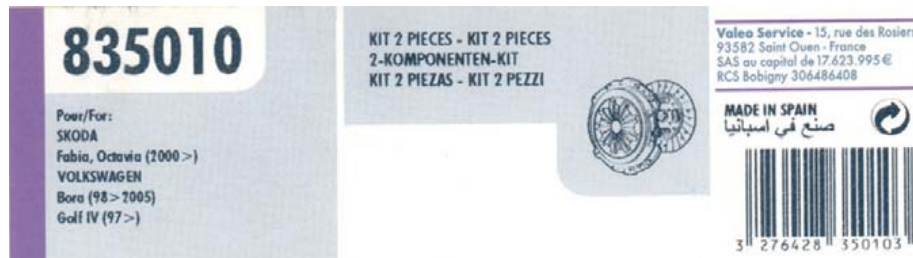 835010
Pour/For:
SKODA
Fabia, Octavia (2000>)
VOLKSWAGEN
Bora (98>2005)
Golf IV (97>)
KIT 2 PIECES - KIT 2 PIECES
2-KOMPONENTEN-KIT
KIT 2 PIEZAS - KIT 2 PEZZI
Valeo Service - 15, rue des Rosiers
93582 Saint Ouen - France
SAS au capital de 17.623.995 €
RCS Bobigny 306486408
MADE IN SPAIN
صنع في اسبانيا
3 276428 350103